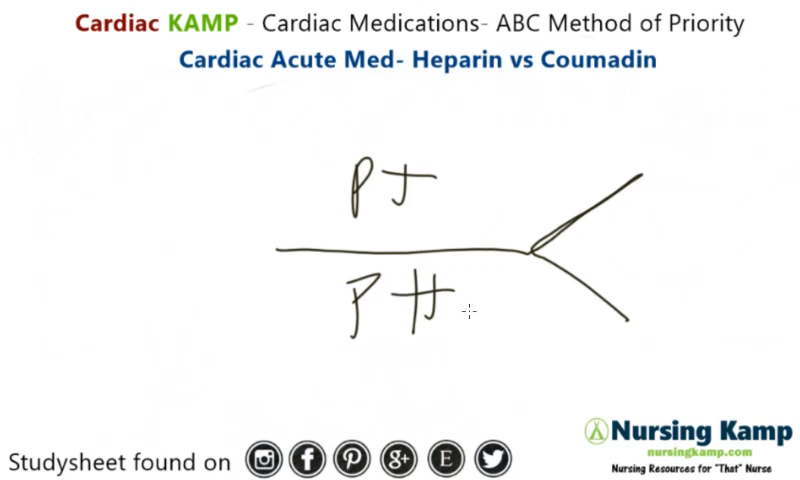 Cardiac KAMP - Cardiac Medications- ABC Method of Priority
Cardiac Acute Med- Heparin vs Coumadin
PT
PTT
Nursing Kamp
nursingkamp.com
Nursing Resources for "That" Nurse
Studysheet found on